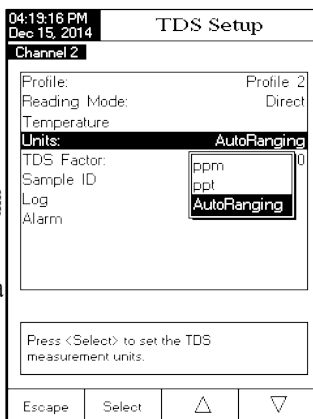 04:19:16 PM
Dec 15, 2014
TDS Setup
Channel 2
Profile: Profile 2
Reading Mode: Direct
Temperature
Units: AutoRanging
TDS Factor: 0
Sample ID
Log
Alarm
ppm
ppt
AutoRanging
Press <Select> to set the TDS
measurement units.
Escape Select △ ▽